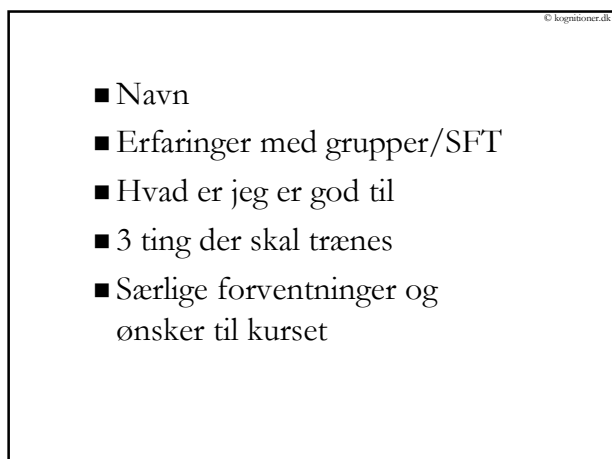 © kognitioner.dk
■ Navn
■ Erfaringer med grupper/SFT
■ Hvad er jeg er god til
■ 3 ting der skal trænes
■ Særlige forventninger og
ønsker til kurset